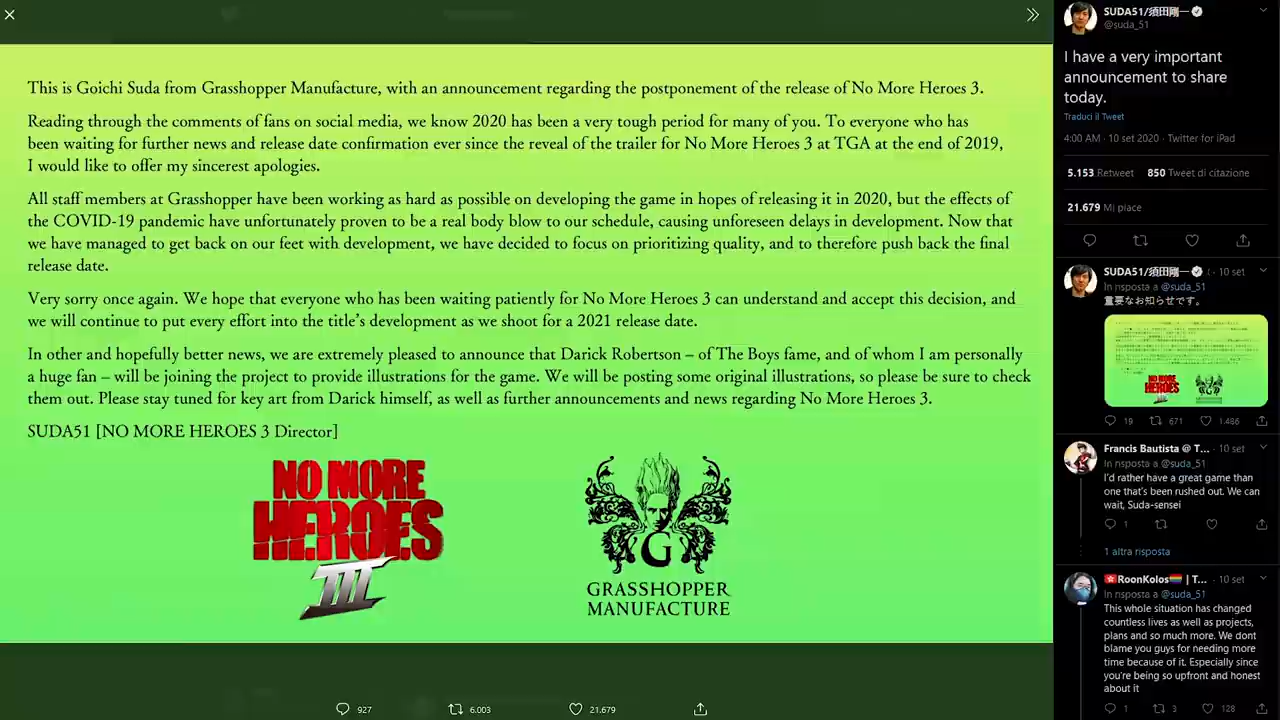 This is Goichi Suda from Grasshopper Manufacture, with an announcement regarding the postponement of the release of No More Heroes 3.
Reading through the comments of fans on social media, we know 2020 has been a very tough period for many of you. To everyone who has
been waiting for further news and release date confirmation ever since the reveal of the trailer for No More Heroes 3 at TGA at the end of 2019,
I would like to offer my sincerest apologies.
All staff members at Grasshopper have been working as hard as possible on developing the game in hopes of releasing it in 2020, but the effects of
the COVID-19 pandemic have unfortunately proven to be a real body blow to our schedule, causing unforeseen delays in development. Now that
we have managed to get back on our feet with development, we have decided to focus on prioritizing quality, and to therefore push back the final
release date.
Very sorry once again. We hope that everyone who has been waiting patiently for No More Heroes 3 can understand and accept this decision, and
we will continue to put every effort into the title's development as we shoot for a 2021 release date.
In other and hopefully better news, we are extremely pleased to announce that Darick Robertson – of The Boys fame, and of whom I am personally
a huge fan – will be joining the project to provide illustrations for the game. We will be posting some original illustrations, so please be sure to check
them out. Please stay tuned for key art from Darick himself, as well as further announcements and news regarding No More Heroes 3.
SUDA51 [NO MORE HEROES 3 Director]
NO MORE
HEROES
III
G
GRASSHOPPER
MANUFACTURE
927
6.003
21.679
SUDA51/須田剛一
@suda_51
I have a very important
announcement to share
today.
Traduci il Tweet
4:00 AM · 10 set 2020 · Twitter for iPad
5.153 Retweet 850 Tweet di citazione
21.679 Mi piace
SUDA51/須田剛一 · 10 set
In risposta a @suda_51
重要なお知らせです。
NO MORE
HEROES
III
19 671 1.486
Francis Bautista @ T... · 10 set
In risposta a @suda_51
I'd rather have a great game than
one that's been rushed out. We can
wait, Suda-sensei
1
1 altra risposta
🇭🇰RoonKolos🏳️‍🌈 | T... · 10 set
In risposta a @suda_51
This whole situation has changed
countless lives as well as projects,
plans and so much more. We dont
blame you guys for needing more
time because of it. Especially since
you're being so upfront and honest
about it
1 3 128